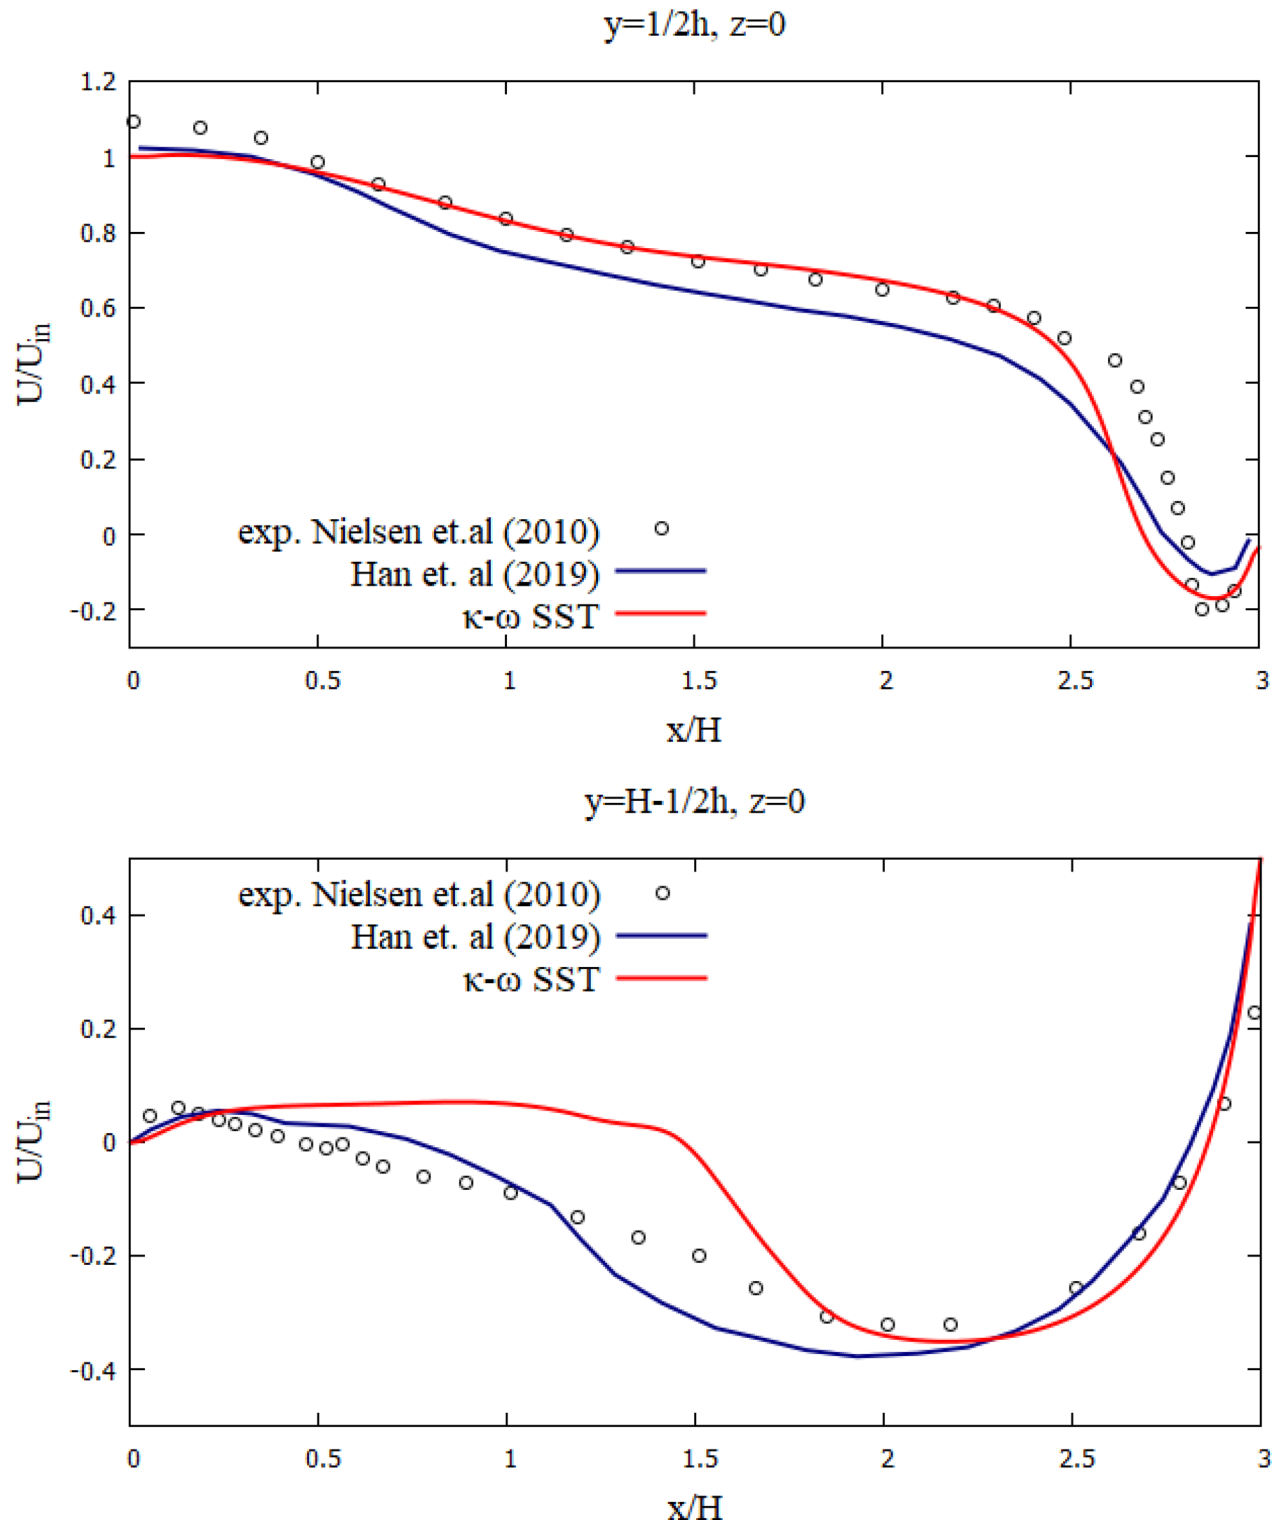 y=1/2h, z=0
1.2
1
0.8
0.6
0.4
0.2
0
-0.2
U/Uin
exp. Nielsen et.al (2010)
Han et. al (2019)
κ-ω SST
0 0.5 1 1.5 2 2.5 3
x/H
y=H-1/2h, z=0
0.4
0.2
0
-0.2
-0.4
U/Uin
exp. Nielsen et.al (2010)
Han et. al (2019)
κ-ω SST
0 0.5 1 1.5 2 2.5 3
x/H